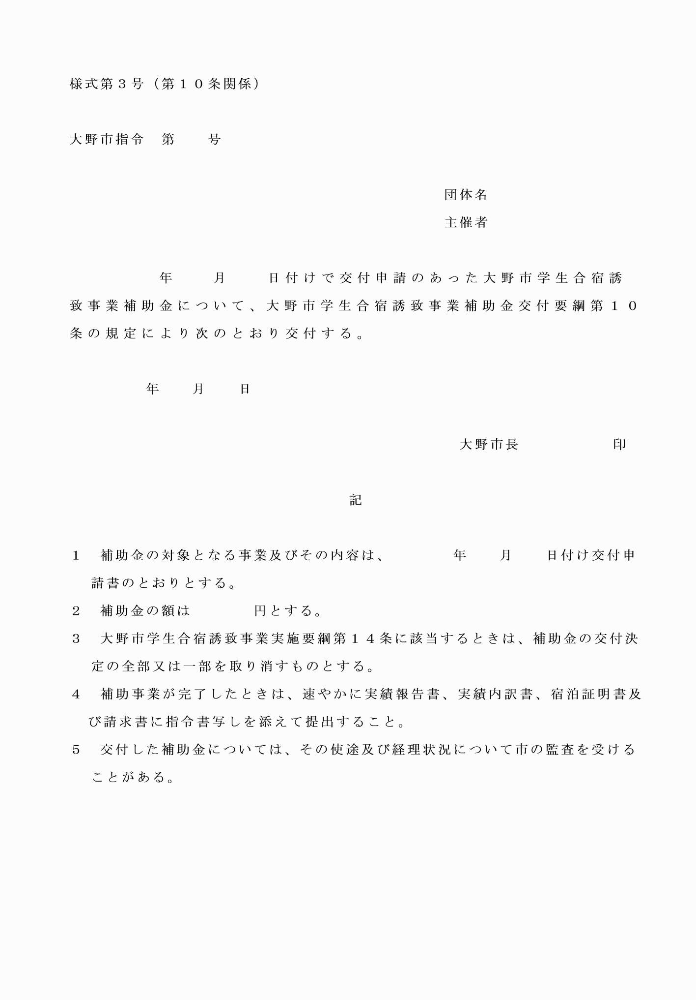 様式第３号（第１０条関係）
大野市指令　第　　号
団体名
主催者
年　　月　　日付けで交付申請のあった大野市学生合宿誘
致事業補助金について、大野市学生合宿誘致事業補助金交付要綱第１０
条の規定により次のとおり交付する。
年　　月　　日
大野市長　　　　　　印
記
１　補助金の対象となる事業及びその内容は、　　　　年　　月　　日付け交付申
請書のとおりとする。
２　補助金の額は　　　　円とする。
３　大野市学生合宿誘致事業実施要綱第１４条に該当するときは、補助金の交付決
定の全部又は一部を取り消すものとする。
４　補助事業が完了したときは、速やかに実績報告書、実績内訳書、宿泊証明書及
び請求書に指令書写しを添えて提出すること。
５　交付した補助金については、その使途及び経理状況について市の監査を受ける
ことがある。